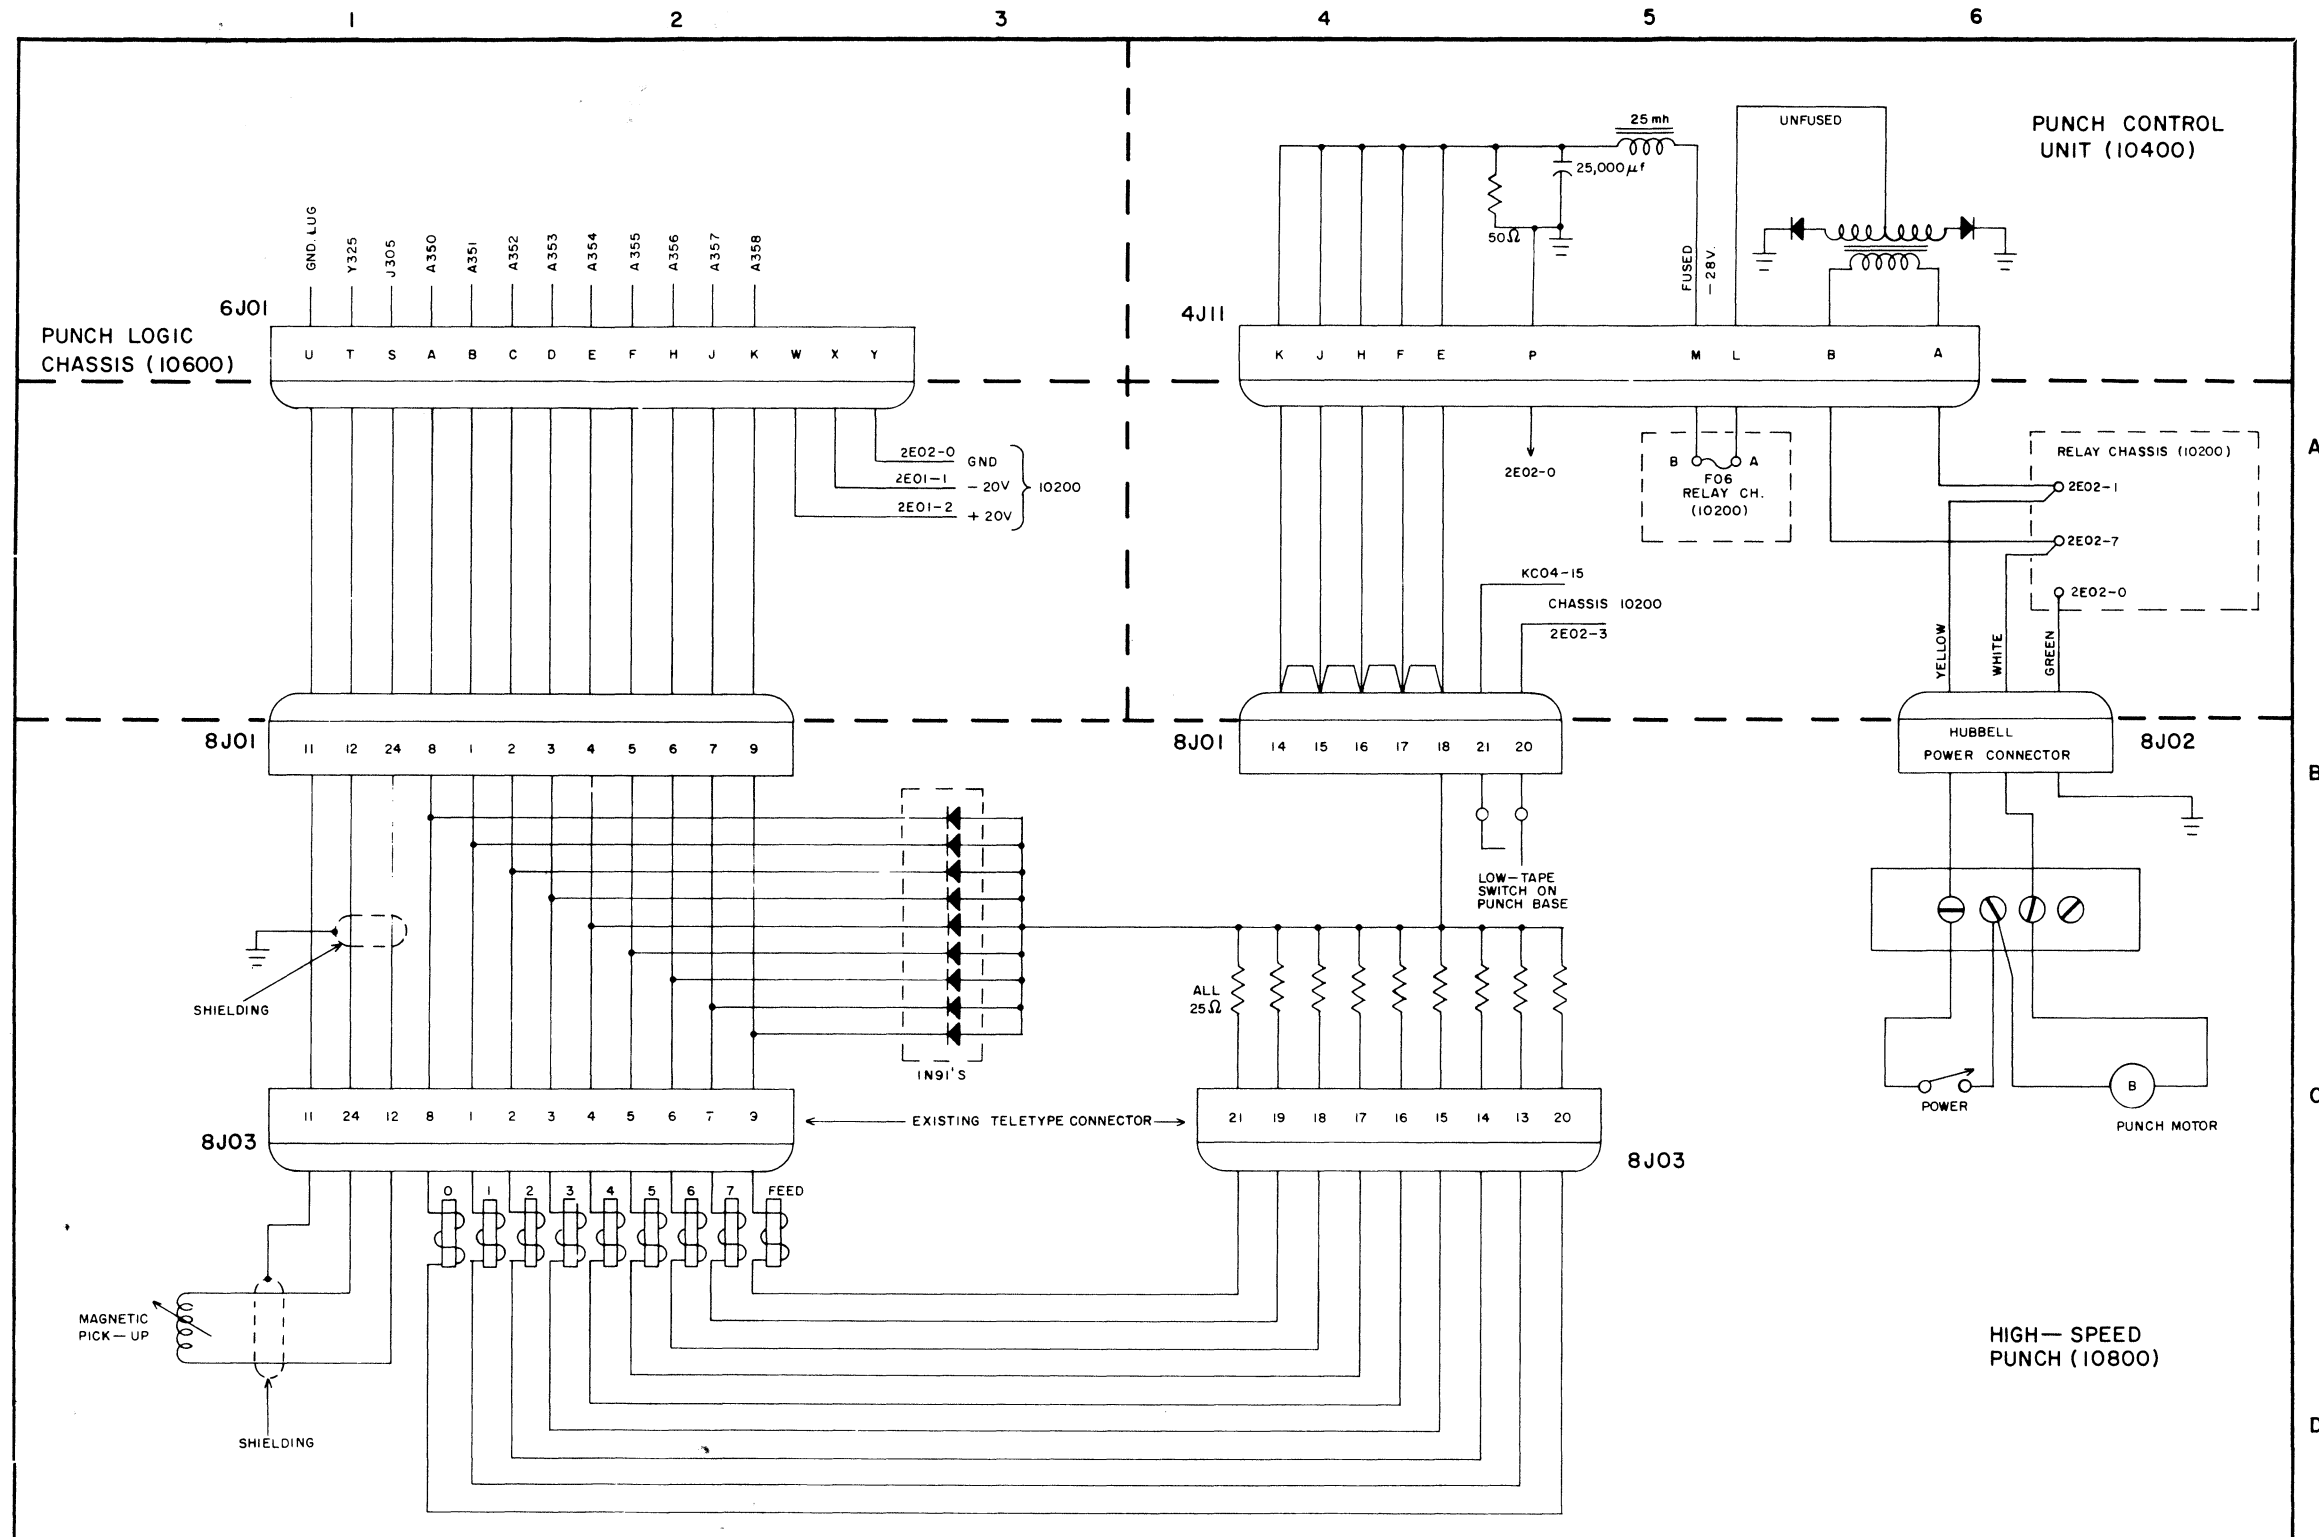 1 2 3 4 5 6
PUNCH CONTROL
UNIT (10400)
25 mh
UNFUSED
25,000 µf
50Ω
FUSED
-28V.
GND. LUG
Y325
J305
A350
A351
A352
A353
A354
A355
A356
A357
A358
6J01
PUNCH LOGIC
CHASSIS (10600)
U T S A B C D E F H J K W X Y
4J11
K J H F E P M L B A
A
2E02-0 GND
2E01-1 - 20V
2E01-2 + 20V
10200
2E02-0
B A
F06
RELAY CH.
(10200)
RELAY CHASSIS (10200)
2E02-1
2E02-7
2E02-0
KC04-15
CHASSIS 10200
2E02-3
YELLOW
WHITE
GREEN
8J01
11 12 24 8 1 2 3 4 5 6 7 9
8J01
14 15 16 17 18 21 20
HUBBELL
POWER CONNECTOR
8J02
B
LOW-TAPE
SWITCH ON
PUNCH BASE
SHIELDING
ALL
25Ω
1N91'S
C
11 24 12 8 1 2 3 4 5 6 7 9
8J03
EXISTING TELETYPE CONNECTOR
21 19 18 17 16 15 14 13 20
8J03
POWER
B
PUNCH MOTOR
0 1 2 3 4 5 6 7 FEED
MAGNETIC
PICK-UP
SHIELDING
HIGH- SPEED
PUNCH (10800)
D